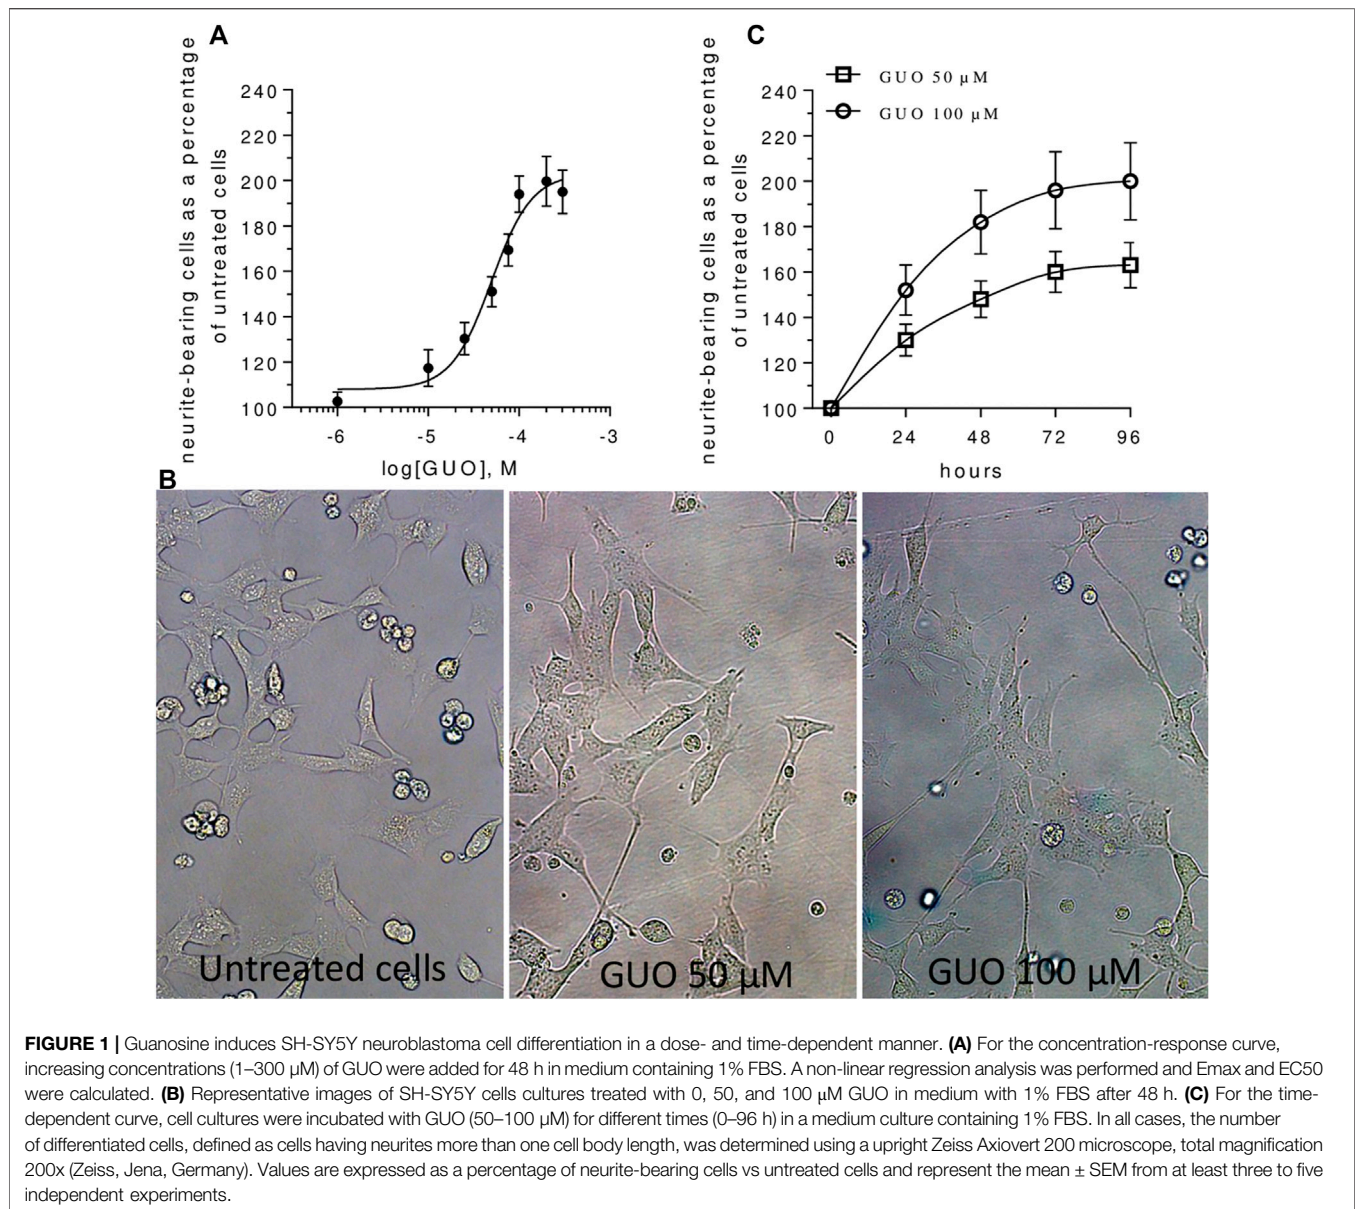 A
neurite-bearing cells as a percentage
of untreated cells
240
220
200
180
160
140
120
100
-6 -5 -4 -3
log[GUO], M
C
GUO 50 μM
GUO 100 μM
neurite-bearing cells as a percentage
of untreated cells
240
220
200
180
160
140
120
100
0 24 48 72 96
hours
B
Untreated cells
GUO 50 μM
GUO 100 μM
FIGURE 1 | Guanosine induces SH-SY5Y neuroblastoma cell differentiation in a dose- and time-dependent manner. (A) For the concentration-response curve,
increasing concentrations (1–300 μM) of GUO were added for 48 h in medium containing 1% FBS. A non-linear regression analysis was performed and Emax and EC50
were calculated. (B) Representative images of SH-SY5Y cells cultures treated with 0, 50, and 100 μM GUO in medium with 1% FBS after 48 h. (C) For the time-
dependent curve, cell cultures were incubated with GUO (50–100 μM) for different times (0–96 h) in a medium culture containing 1% FBS. In all cases, the number
of differentiated cells, defined as cells having neurites more than one cell body length, was determined using a upright Zeiss Axiovert 200 microscope, total magnification
200x (Zeiss, Jena, Germany). Values are expressed as a percentage of neurite-bearing cells vs untreated cells and represent the mean ± SEM from at least three to five
independent experiments.